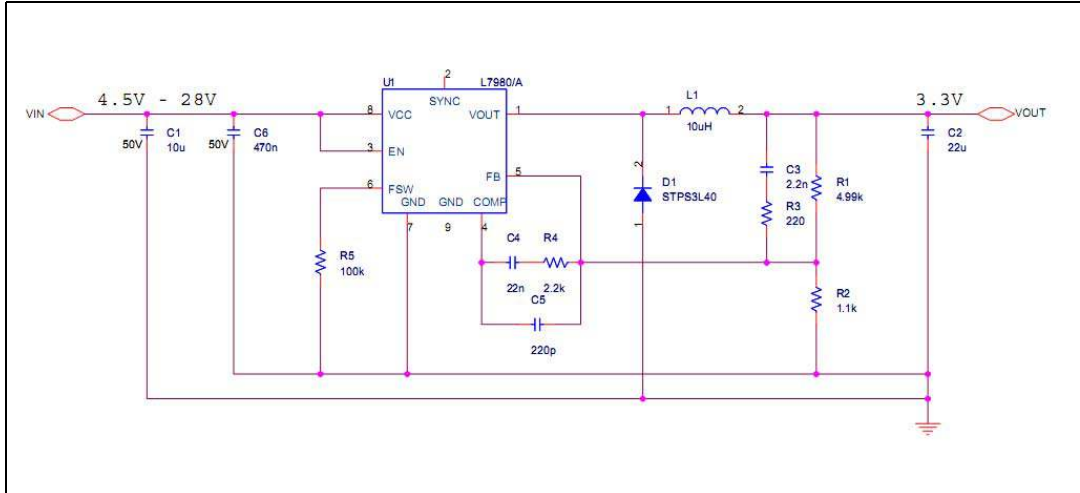 U1
L7980/A
2
SYNC
VIN
4.5V - 28V
8
VCC
VOUT
1
L1
1
2
10uH
3.3V
VOUT
50V
C1
10u
50V
C6
470n
3
EN
C2
22u
6
FSW
FB
5
2
D1
STPS3L40
1
C3
2.2n
R3
220
R1
4.99k
GND
GND
COMP
7
9
4
R5
100k
C4
R4
22n
2.2k
C5
220p
R2
1.1k